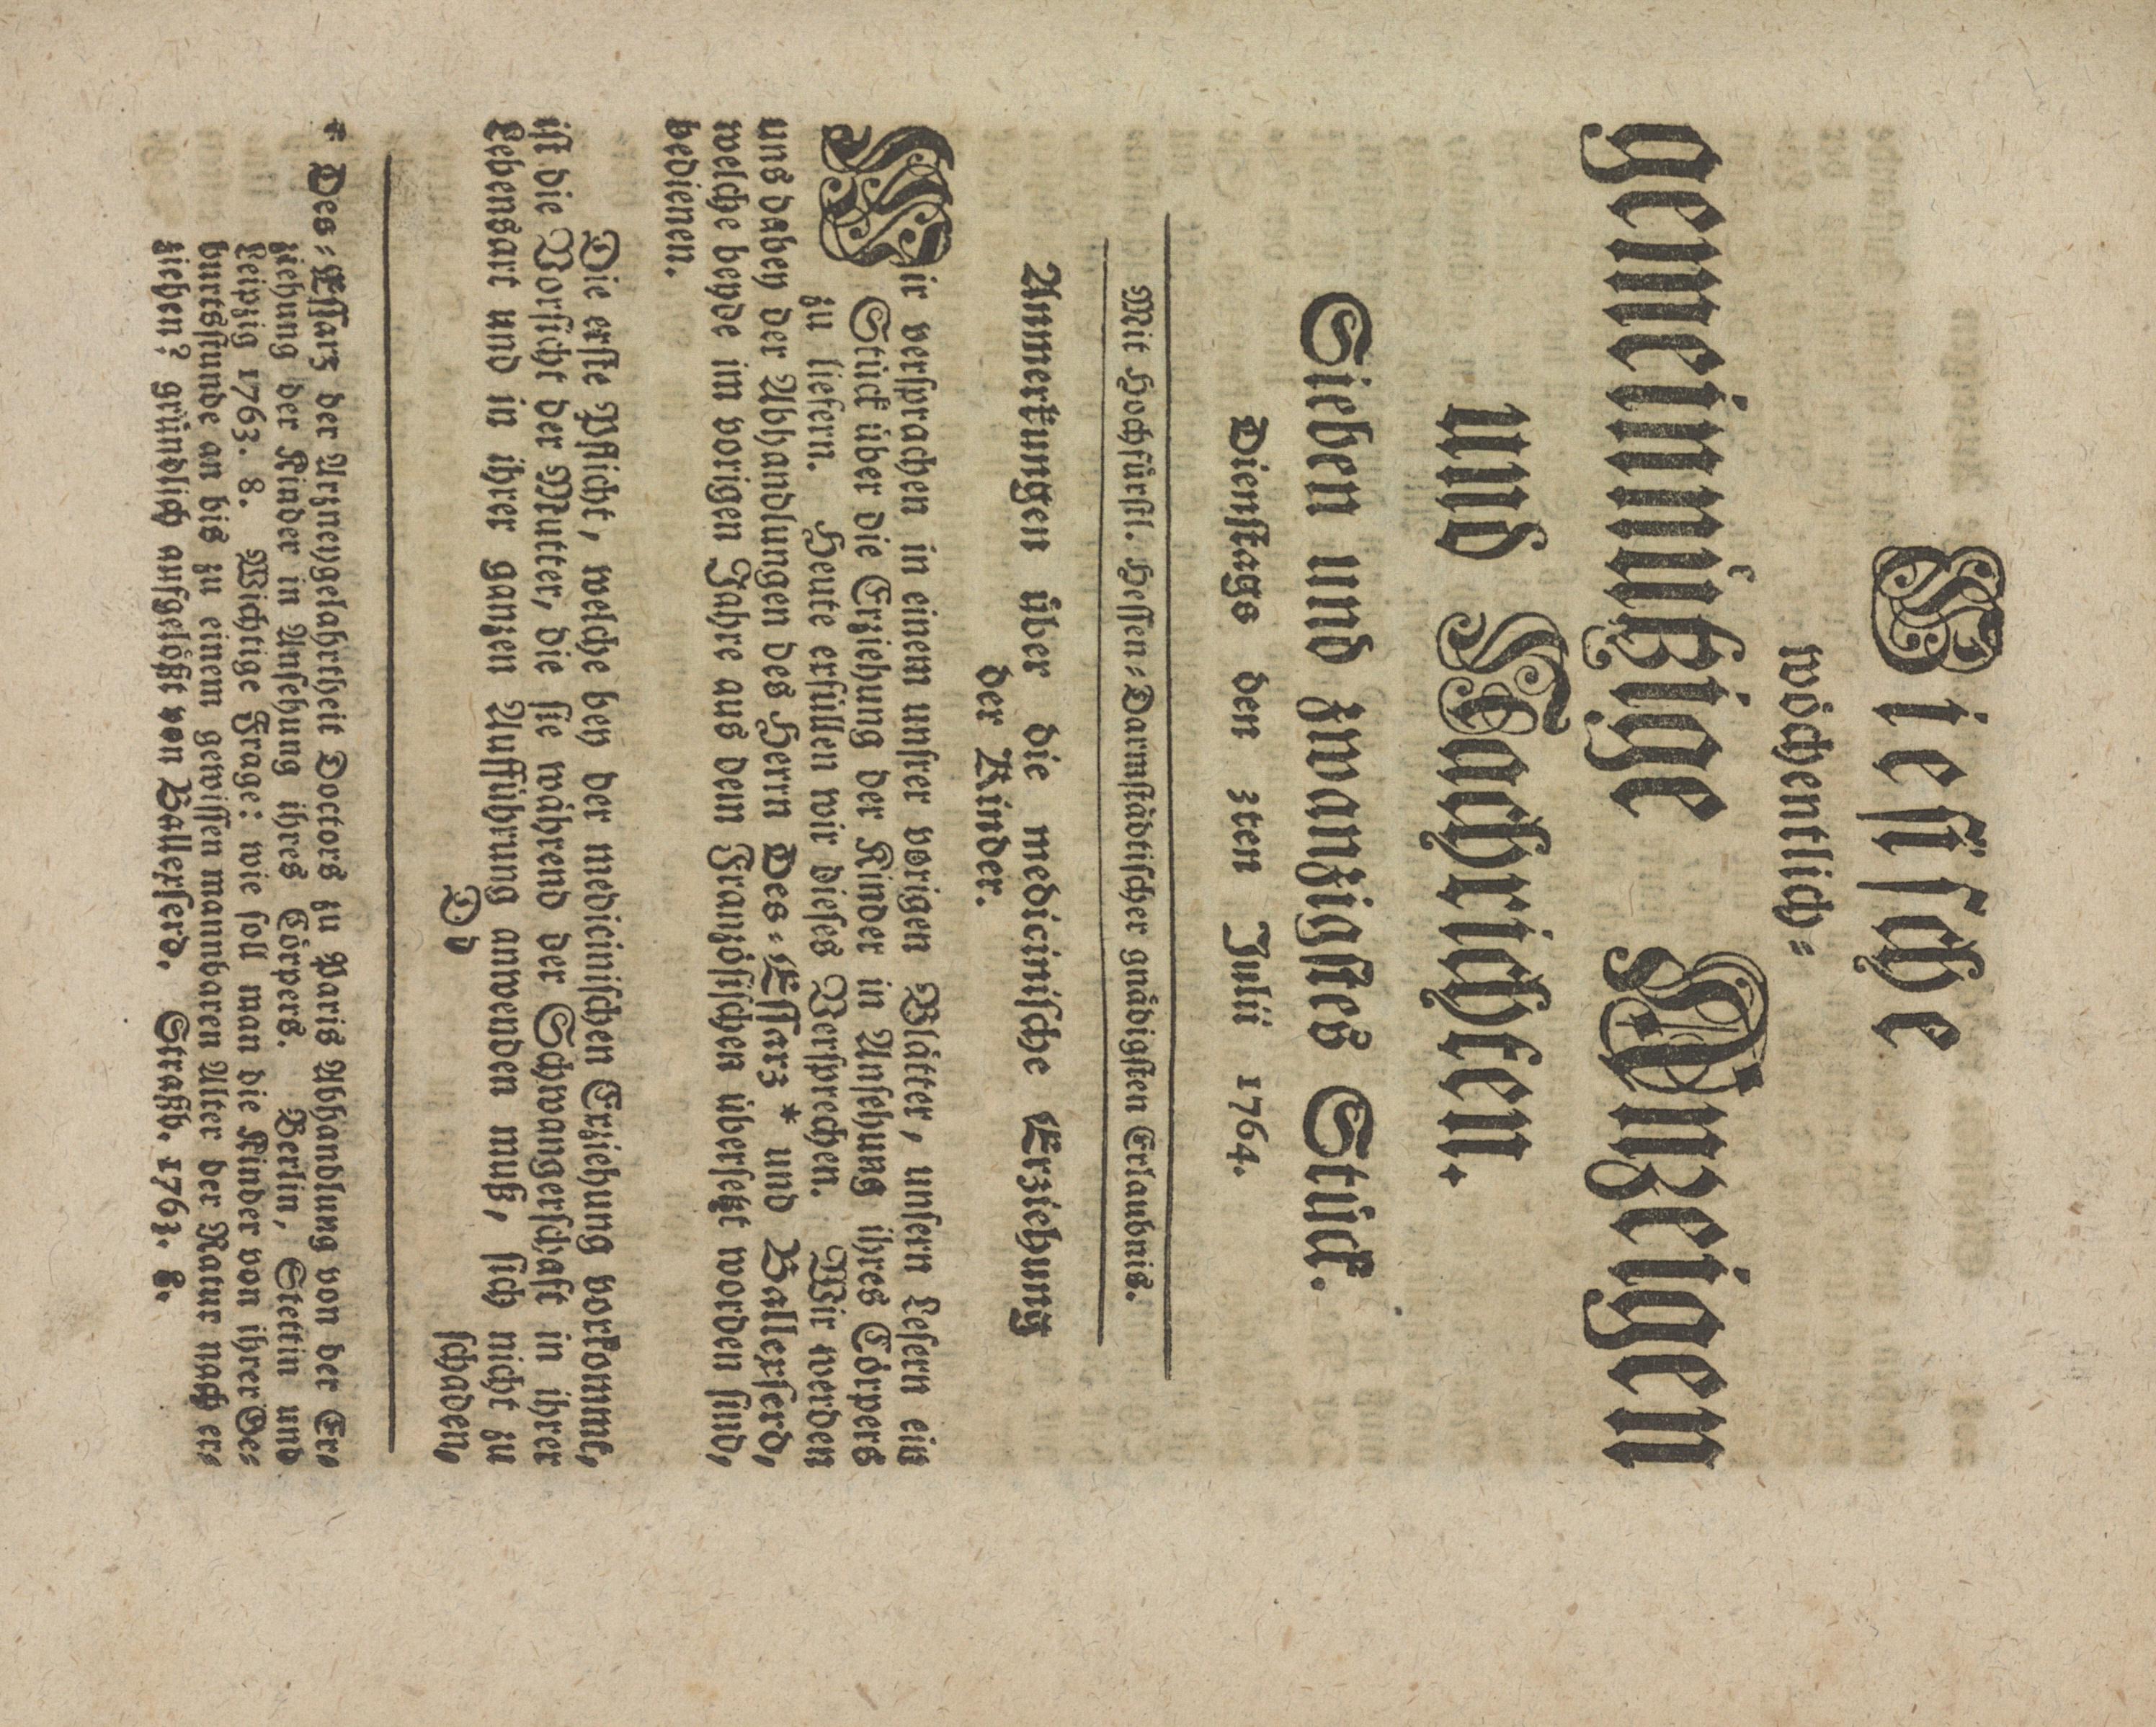 Gieſſiſche
wöchentlich⸗
gemeinnützige Anzeigen
und Nachrichten.
Sieben und zwanzigſtes Stück.
Dienſtags den 3ten Julii 1764.
Mit Hochfürſtl. Heſſen⸗Darmſtädtiſcher gnädigſten Erlaubnis.
Anmerkungen über die mediciniſche Erziehung
der Kinder.
Wir verſprachen in einem unſrer vorigen Blätter, unſern Leſern ein
Stück über die Erziehung der Kinder in Anſehung ihres Cörpers
zu liefern. Heute erfüllen wir dieſes Verſprechen. Wir werden
uns dabey der Abhandlungen des Herrn Des⸗Eſſarz * und Ballexſerd,
welche beyde im vorigen Jahre aus dem Franzöſiſchen überſetzt worden ſind,
bedienen.
Die erſte Pflicht, welche bey der mediciniſchen Erziehung vorkommt,
iſt die Vorſicht der Mutter, die ſie während der Schwangerſchaft in ihrer
Lebensart und in ihrer ganzen Aufführung anwenden muß, ſich nicht zu
Dd ſchaden,
* Des⸗Eſſarz der Arzneygelahrtheit Doctors zu Paris Abhandlung von der Er⸗
ziehung der Kinder in Anſehung ihres Cörpers. Berlin, Stettin und
Leipzig 1763. 8. Wichtige Frage: wie ſoll man die Kinder von ihrer Ge⸗
burtsſtunde an bis zu einem gewiſſen mannbaren Alter der Natur nach er⸗
ziehen? gründlich aufgelößt von Ballexſerd. Straßb. 1763. 8.